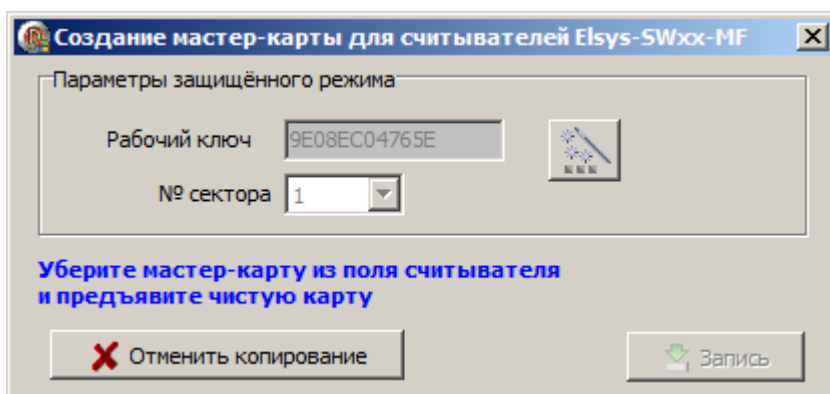 Создание мастер-карты для считывателей Elsys-SWxx-MF
Параметры защищённого режима
Рабочий ключ 9E08EC04765E
№ сектора 1
Уберите мастер-карту из поля считывателя
и предъявите чистую карту
Отменить копирование Запись